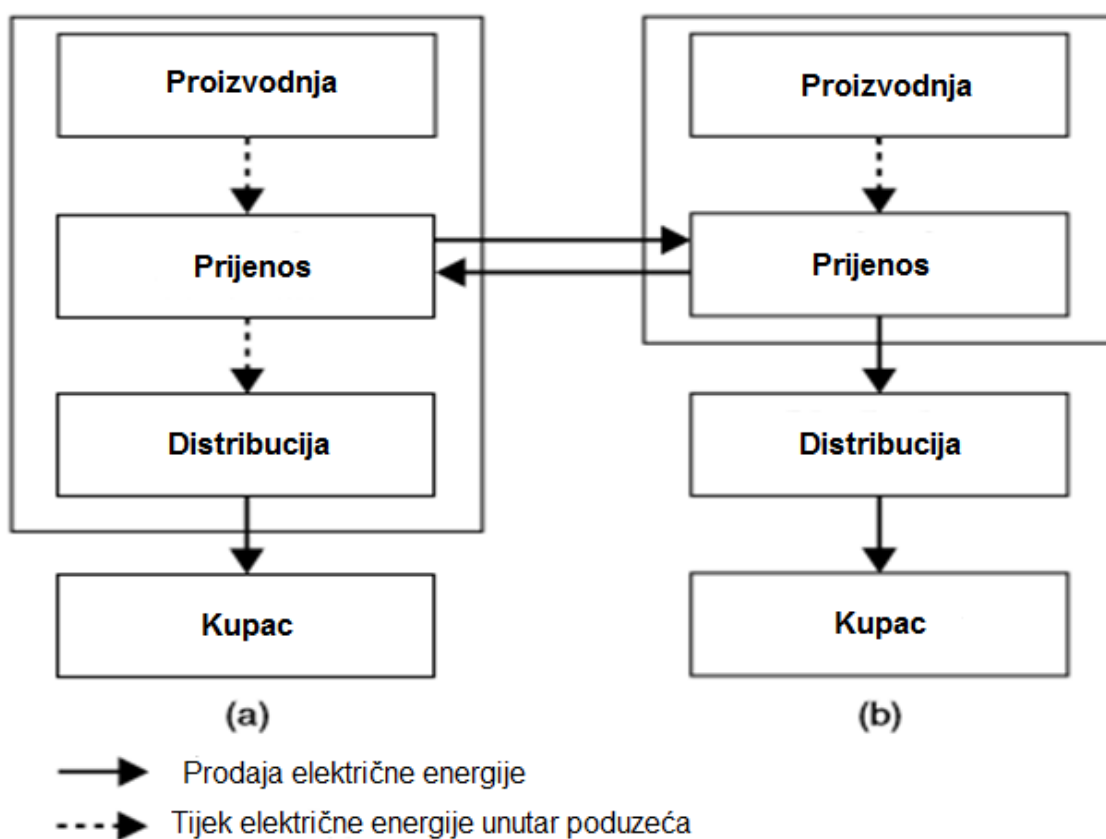 Proizvodnja
Prijenos
Distribucija
Kupac
(a)
Proizvodnja
Prijenos
Distribucija
Kupac
(b)
Prodaja električne energije
Tijek električne energije unutar poduzeća